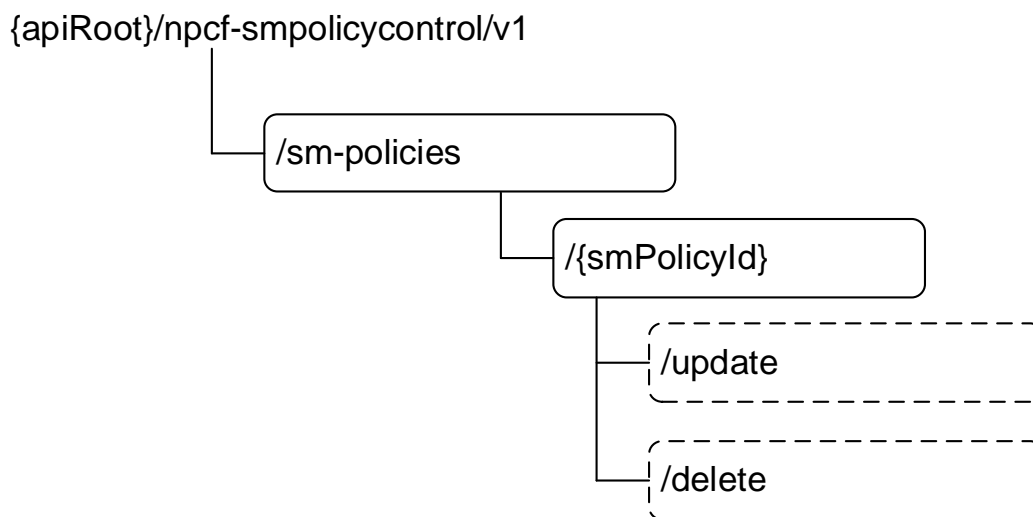 {apiRoot}/npcf-smpolicycontrol/v1
/sm-policies
/{smPolicyId}
/update
/delete